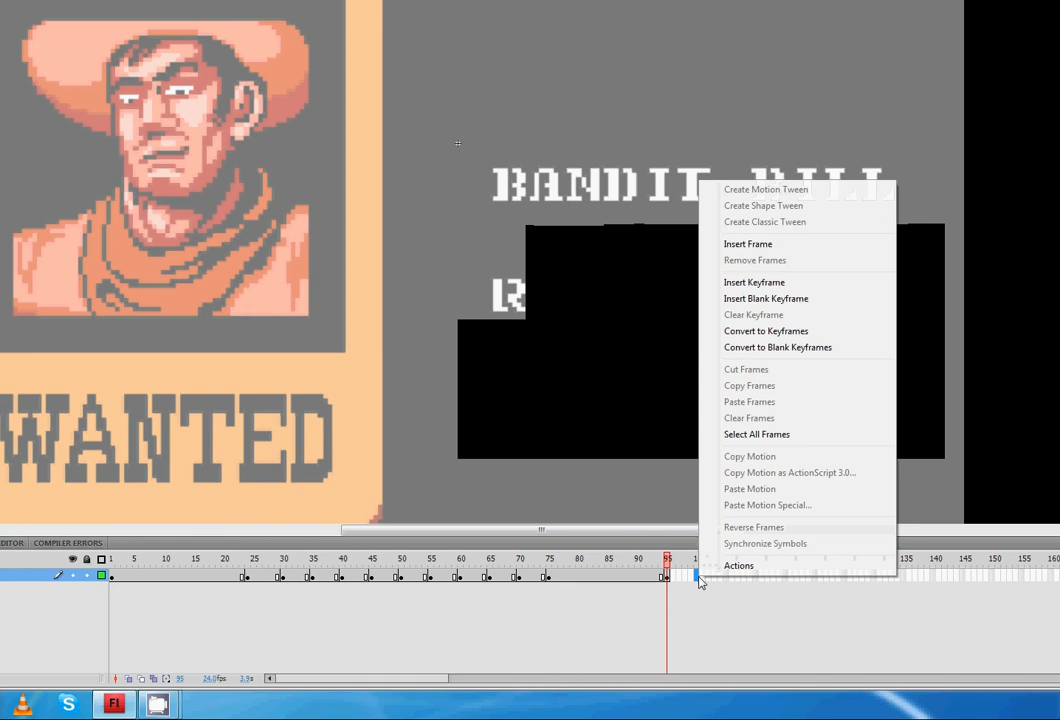 BANDIT BILL
WANTED
Create Motion Tween
Create Shape Tween
Create Classic Tween
Insert Frame
Remove Frames
Insert Keyframe
Insert Blank Keyframe
Clear Keyframe
Convert to Keyframes
Convert to Blank Keyframes
Cut Frames
Copy Frames
Paste Frames
Clear Frames
Select All Frames
Copy Motion
Copy Motion as ActionScript 3.0...
Paste Motion
Paste Motion Special...
Reverse Frames
Synchronize Symbols
Actions
EDITOR COMPILER ERRORS
1 5 10 15 20 25 30 35 40 45 50 55 60 65 70 75 80 85 90 95 135 140 145 150 155 160
95 24.0fps 3.9s
Fl